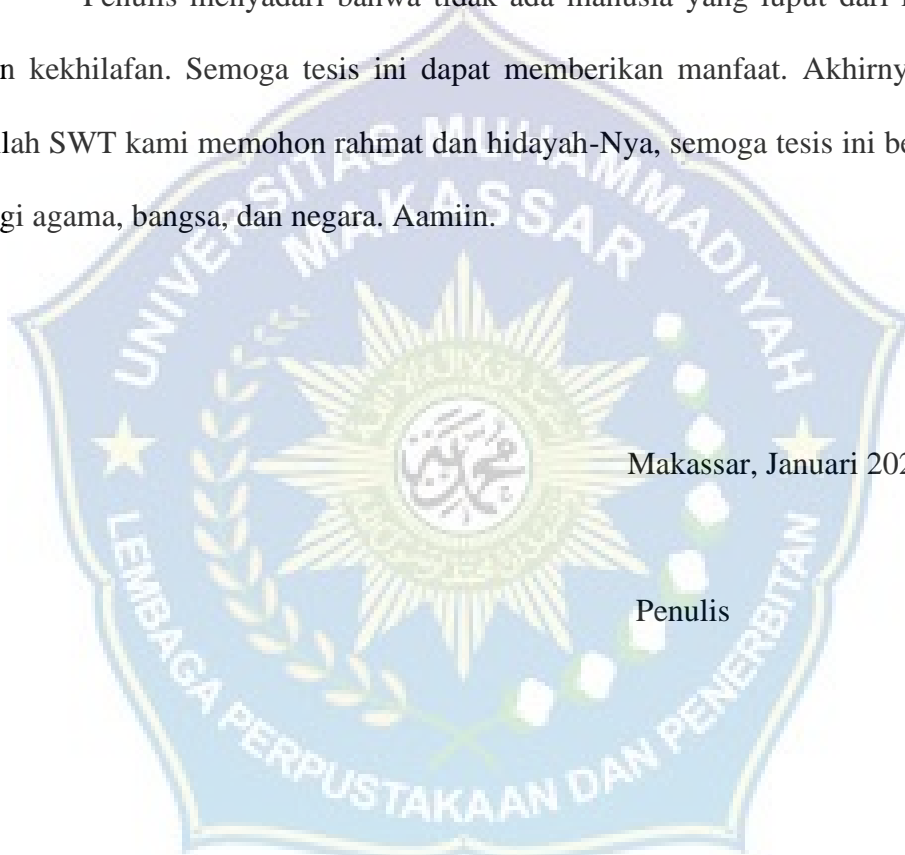 Penulis menyadari bahwa tidak ada manusia yang luput dari
n kekhilafan. Semoga tesis ini dapat memberikan manfaat. Akhirny
llah SWT kami memohon rahmat dan hidayah-Nya, semoga tesis ini be
gi agama, bangsa, dan negara. Aamiin.
UNIVERSITAS MUHAMMADIYAH
MAKASSAR
Makassar, Januari 202
Penulis
LEMBAGA PERPUSTAKAAN DAN PENERBITAN